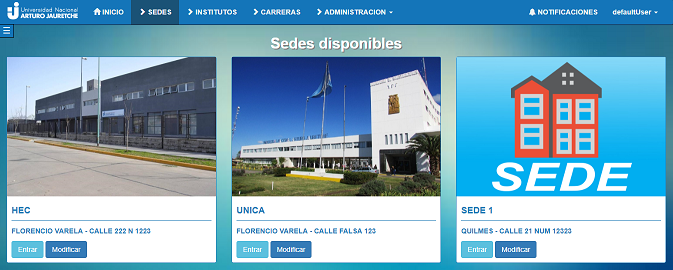 Universidad Nacional
ARTURO JAURETCHE
INICIO
SEDES
INSTITUTOS
CARRERAS
ADMINISTRACION
NOTIFICACIONES
defaultUser
Sedes disponibles
SEDE
HEC
UNICA
SEDE 1
FLORENCIO VARELA - CALLE 222 N 1223
FLORENCIO VARELA - CALLE FALSA 123
QUILMES - CALLE 21 NUM 12323
Entrar
Modificar
Entrar
Modificar
Entrar
Modificar